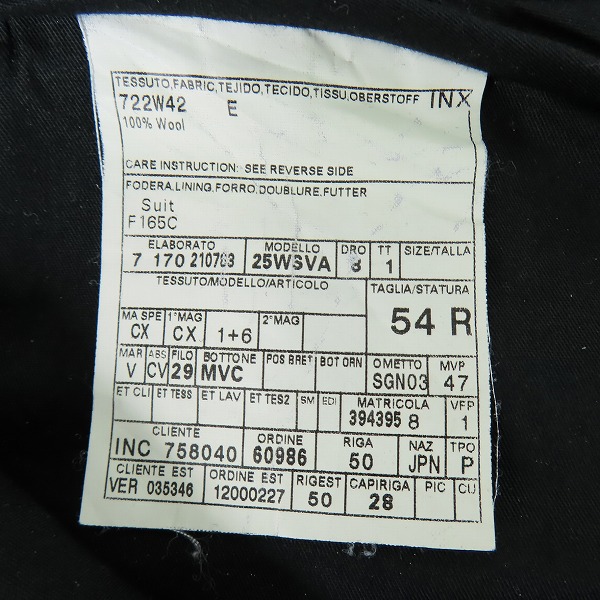 TESSUTO,FABRIC,TEJIDO,TECIDO,TISSU,OBERSTOFF INX
722W42 E
100% Wool
CARE INSTRUCTION: SEE REVERSE SIDE
FODERA,LINING,FORRO,DOUBLURE,FUTTER
Suit
F165C
ELABORATO MODELLO DRO TT SIZE/TALLA
7 170 210783 25WSVA 8 1
TESSUTO/MODELLO/ARTICOLO TAGLIA/STATURA
54 R
MA SPE 1°MAG 2°MAG
CX CX 1+6
MAR ABS FILO BOTTONE POS BRET BOT ORN OMETTO MVP
V CV 29 MVC SGN03 47
ET CLI ET TESS ET LAV ET TES2 SM EDI MATRICOLA VFP
394395 8 1
CLIENTE ORDINE RIGA NAZ TPO
INC 758040 60986 50 JPN P
CLIENTE EST ORDINE EST RIGEST CAPIRIGA PIC CU
VER 035346 12000227 50 28